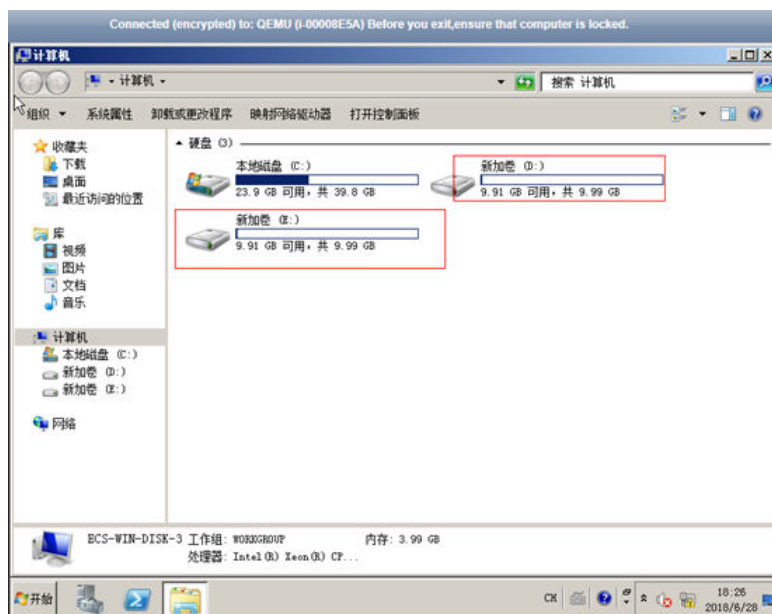 Connected (encrypted) to: QEMU (i-00008E5A) Before you exit,ensure that computer is locked.
计算机
计算机
搜索 计算机
组织 系统属性 卸载或更改程序 映射网络驱动器 打开控制面板
收藏夹
下载
桌面
最近访问的位置
库
视频
图片
文档
音乐
计算机
本地磁盘 (C:)
新加卷 (D:)
新加卷 (E:)
网络
硬盘 (3)
本地磁盘 (C:)
23.9 GB 可用，共 39.8 GB
新加卷 (D:)
9.91 GB 可用，共 9.99 GB
新加卷 (E:)
9.91 GB 可用，共 9.99 GB
ECS-WIN-DISK-3 工作组: WORKGROUP 内存: 3.99 GB
处理器: Intel(R) Xeon(R) CP...
开始
CH
18:26
2018/6/28